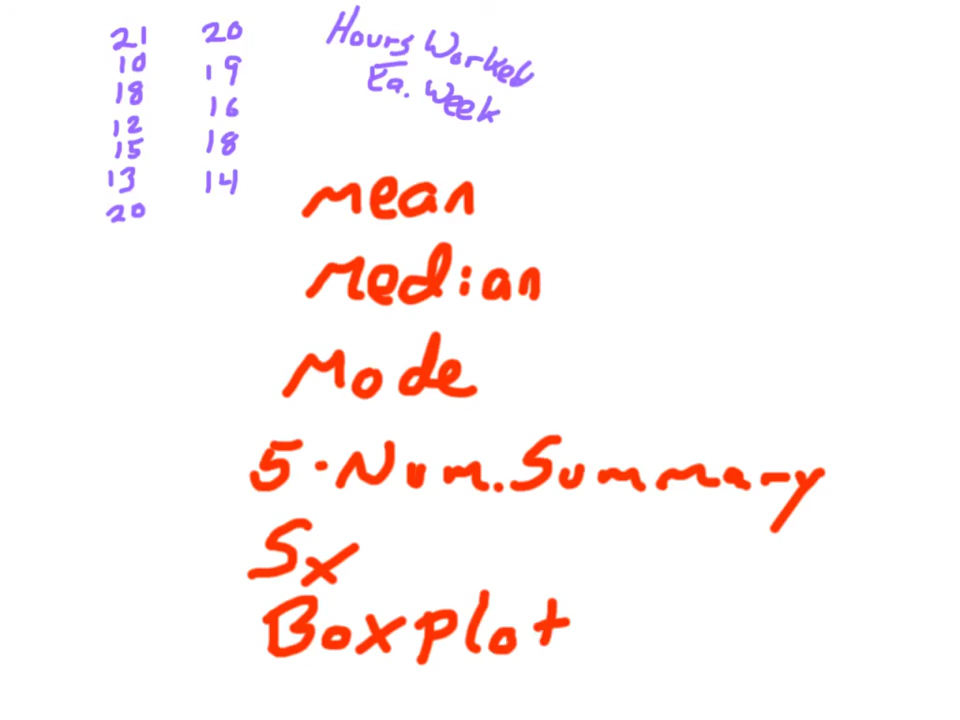 21 20
10 19
18 16
12 18
15 14
13
20
Hours Worked
Ea. Week
mean
Median
Mode
5-Num. Summary
Sx
Boxplot